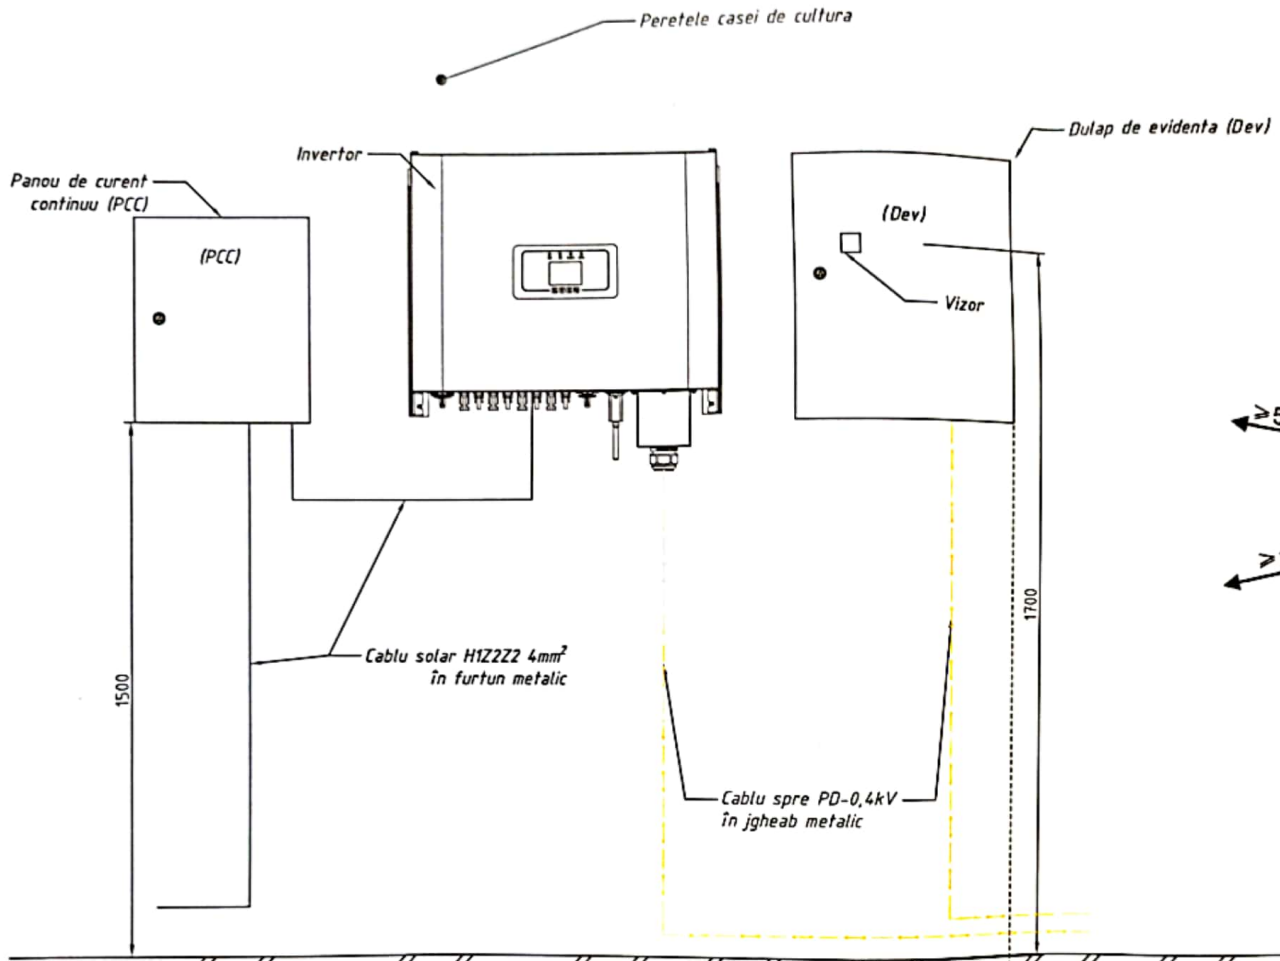 Peretele casei de cultura
Dulap de evidenta (Dev)
Invertor
Panou de curent
continuu (PCC)
(PCC)
(Dev)
Vizor
≥5
≥
1700
Cablu solar H1Z2Z2 4mm²
în furtun metalic
1500
Cablu spre PD-0,4kV
în jgheab metalic